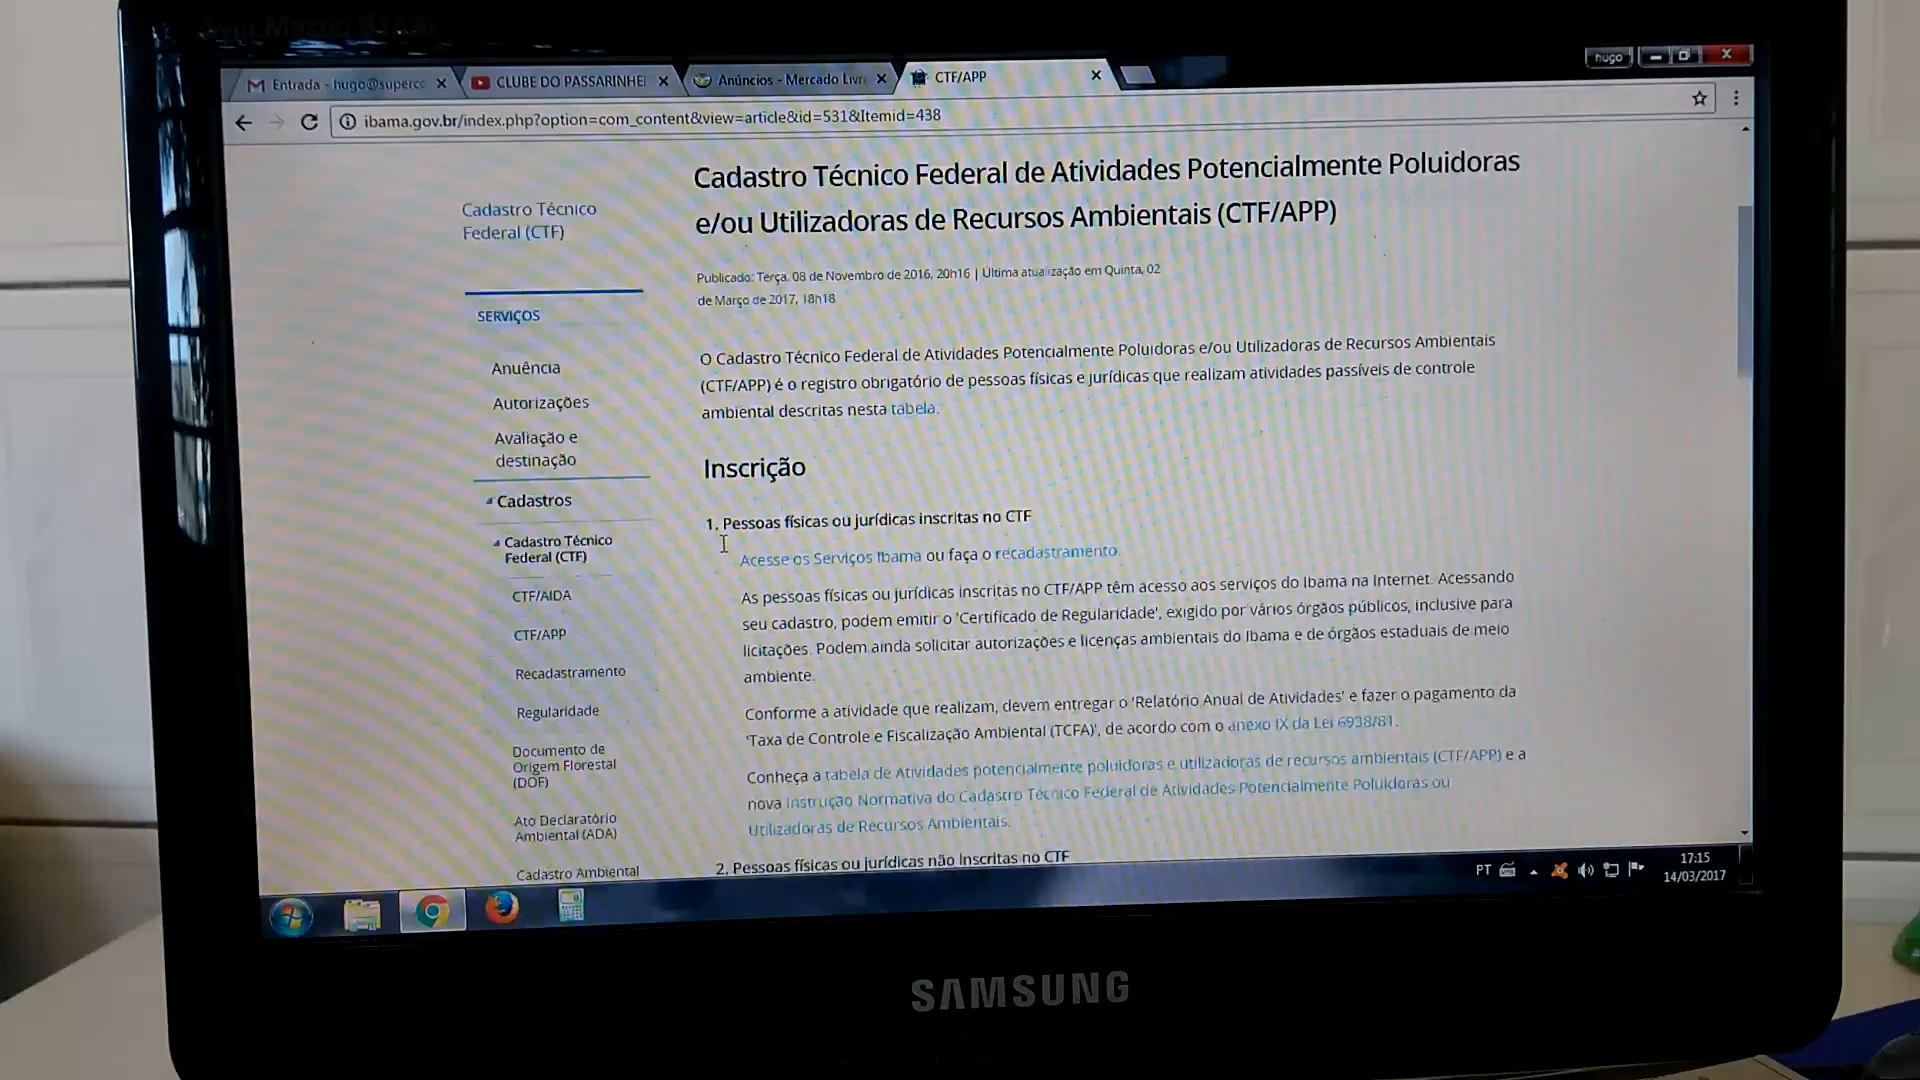 SyncMaster
hugo
Entrada - hugo@superco
CLUBE DO PASSARINHEI
Anúncios - Mercado Livr
CTF/APP
ibama.gov.br/index.php?option=com_content&view=article&id=531&Itemid=438
Cadastro Técnico
Federal (CTF)
SERVIÇOS
Anuência
Autorizações
Avaliação e
destinação
Cadastros
Cadastro Técnico
Federal (CTF)
CTF/AIDA
CTF/APP
Recadastramento
Regularidade
Documento de
Origem Florestal
(DOF)
Ato Declaratório
Ambiental (ADA)
Cadastro Ambiental
Cadastro Técnico Federal de Atividades Potencialmente Poluidoras
e/ou Utilizadoras de Recursos Ambientais (CTF/APP)
Publicado: Terça, 08 de Novembro de 2016, 20h16 | Última atualização em Quinta, 02
de Março de 2017, 18h18
O Cadastro Técnico Federal de Atividades Potencialmente Poluidoras e/ou Utilizadoras de Recursos Ambientais
(CTF/APP) é o registro obrigatório de pessoas físicas e jurídicas que realizam atividades passíveis de controle
ambiental descritas nesta tabela.
Inscrição
1. Pessoas físicas ou jurídicas inscritas no CTF
Acesse os Serviços Ibama ou faça o recadastramento.
As pessoas físicas ou jurídicas inscritas no CTF/APP têm acesso aos serviços do Ibama na Internet. Acessando
seu cadastro, podem emitir o 'Certificado de Regularidade', exigido por vários órgãos públicos, inclusive para
licitações. Podem ainda solicitar autorizações e licenças ambientais do Ibama e de órgãos estaduais de meio
ambiente.
Conforme a atividade que realizam, devem entregar o 'Relatório Anual de Atividades' e fazer o pagamento da
'Taxa de Controle e Fiscalização Ambiental (TCFA)', de acordo com o anexo IX da Lei 6938/81.
Conheça a tabela de Atividades potencialmente poluidoras e utilizadoras de recursos ambientais (CTF/APP) e a
nova Instrução Normativa do Cadastro Técnico Federal de Atividades Potencialmente Poluidoras ou
Utilizadoras de Recursos Ambientais.
2. Pessoas físicas ou jurídicas não inscritas no CTF
PT
17:15
14/03/2017
SAMSUNG